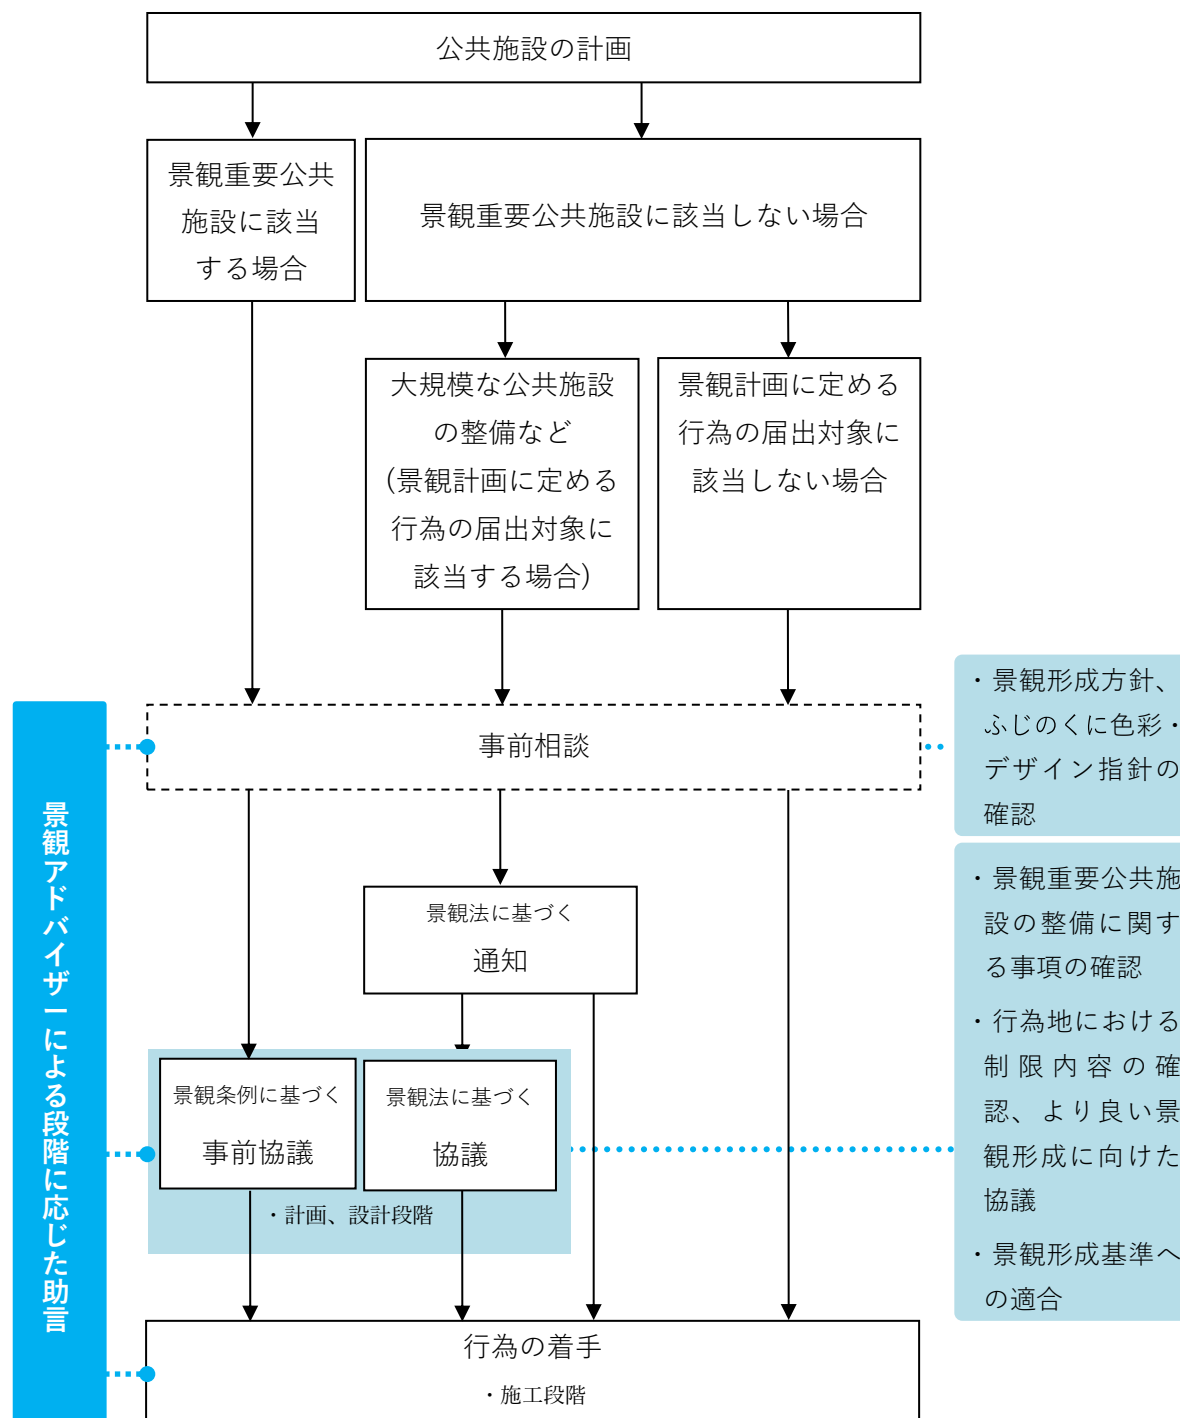 公共施設の計画
景観重要公共
施設に該当
する場合
景観重要公共施設に該当しない場合
大規模な公共施設
の整備など
(景観計画に定める
行為の届出対象に
該当する場合)
景観計画に定める
行為の届出対象に
該当しない場合
事前相談
・景観形成方針、
ふじのくに色彩・
デザイン指針の
確認
景観アドバイザーによる段階に応じた助言
景観法に基づく
通知
・景観重要公共施
設の整備に関す
る事項の確認
・行為地における
制限内容の確
認、より良い景
観形成に向けた
協議
・景観形成基準へ
の適合
景観条例に基づく
事前協議
景観法に基づく
協議
・計画、設計段階
行為の着手
・施工段階